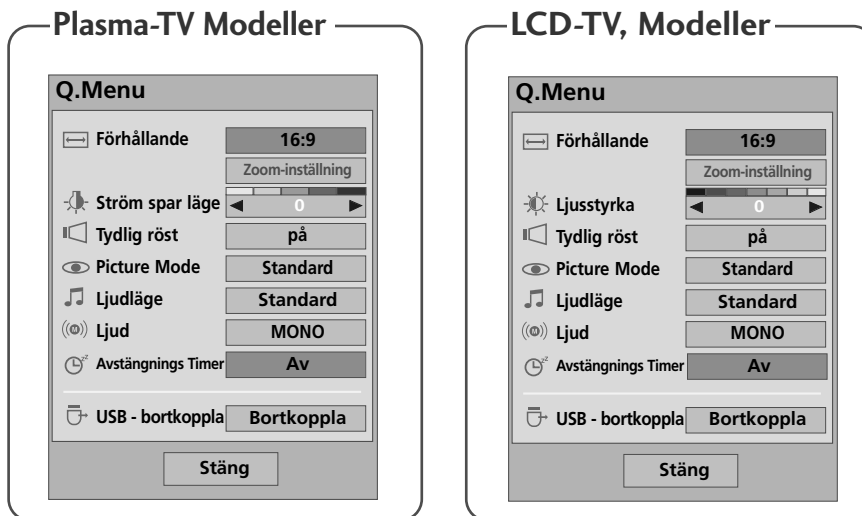 Plasma-TV Modeller
Q.Menu
Förhållande 16:9
Zoom-inställning
Ström spar läge 0
Tydlig röst på
Picture Mode Standard
Ljudläge Standard
Ljud MONO
Avstängnings Timer Av
USB - bortkoppla Bortkoppla
Stäng
LCD-TV, Modeller
Q.Menu
Förhållande 16:9
Zoom-inställning
Ljusstyrka 0
Tydlig röst på
Picture Mode Standard
Ljudläge Standard
Ljud MONO
Avstängnings Timer Av
USB - bortkoppla Bortkoppla
Stäng